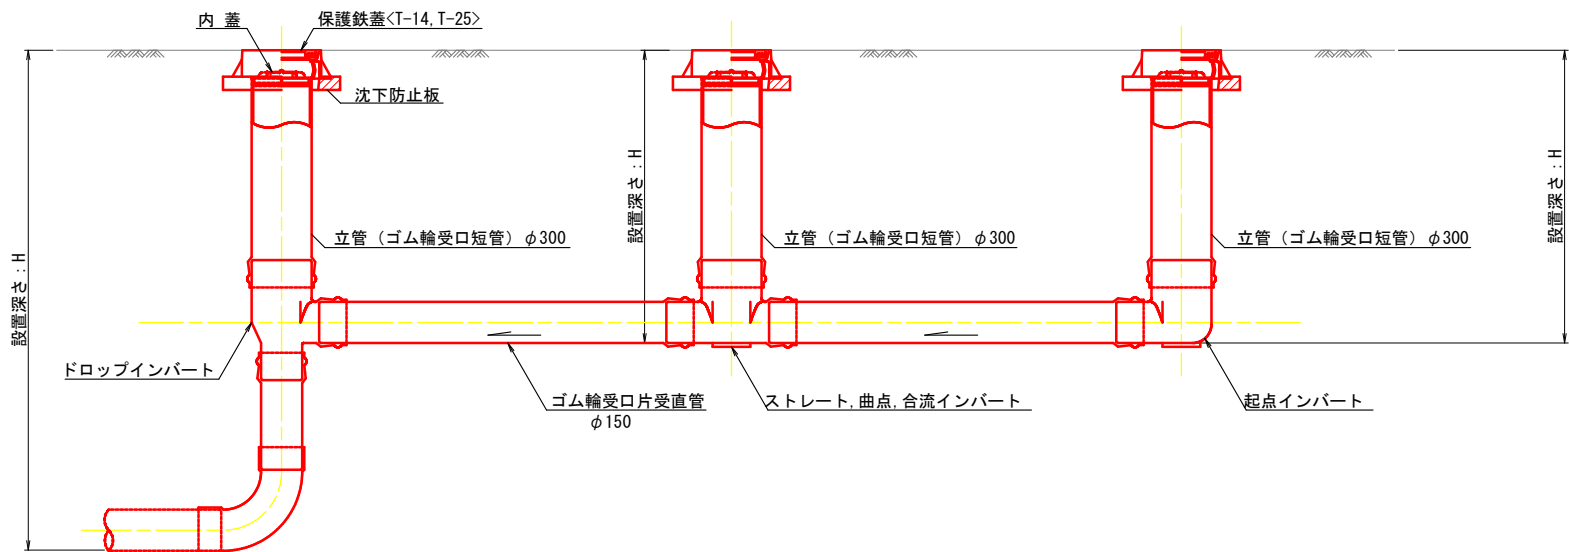 内 蓋
保護鉄蓋<T-14,T-25>
沈下防止板
設置深さ:H
設置深さ:H
設置深さ:H
立管（ゴム輪受口短管）φ300
立管（ゴム輪受口短管）φ300
立管（ゴム輪受口短管）φ300
ドロップインバート
ゴム輪受口片受直管
φ150
ストレート,曲点,合流インバート
起点インバート